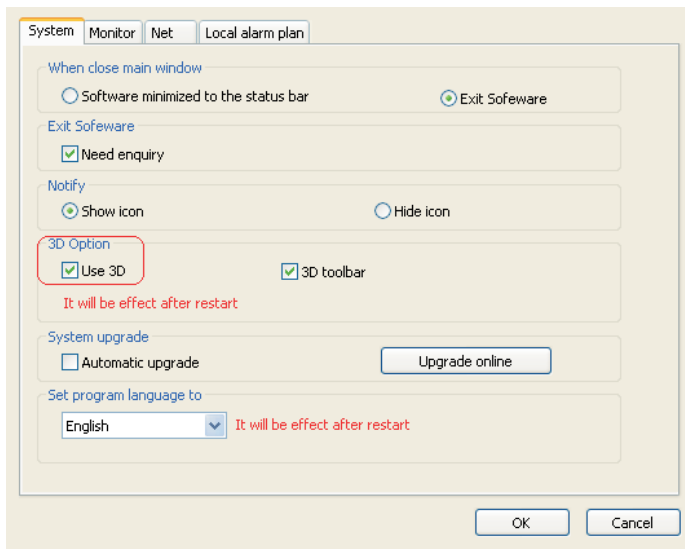 System Monitor Net Local alarm plan
When close main window
Software minimized to the status bar Exit Sofeware
Exit Sofeware
Need enquiry
Notify
Show icon Hide icon
3D Option
Use 3D 3D toolbar
It will be effect after restart
System upgrade
Automatic upgrade Upgrade online
Set program language to
English It will be effect after restart
OK Cancel